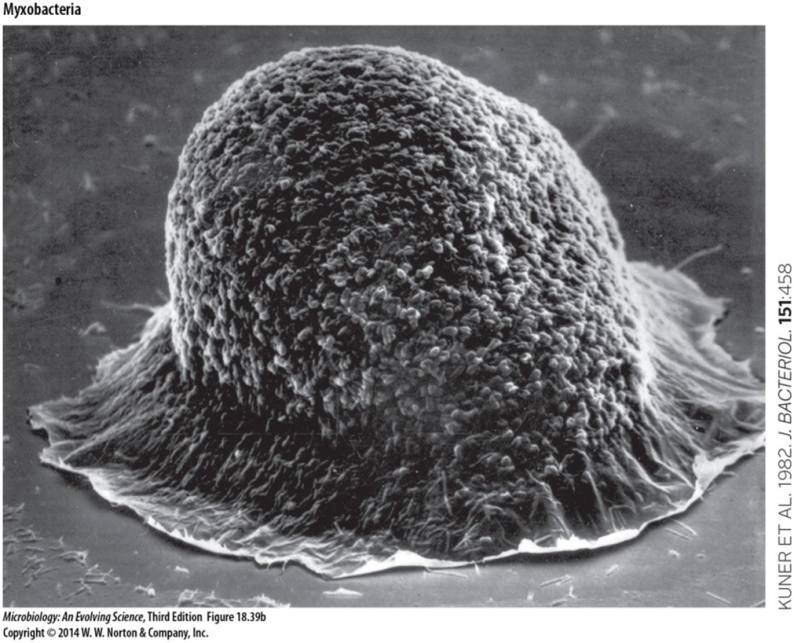 Myxobacteria
KUNER ET AL. 1982. J. BACTERIOL. 151:458
Microbiology: An Evolving Science, Third Edition Figure 18.39b
Copyright © 2014 W. W. Norton & Company, Inc.